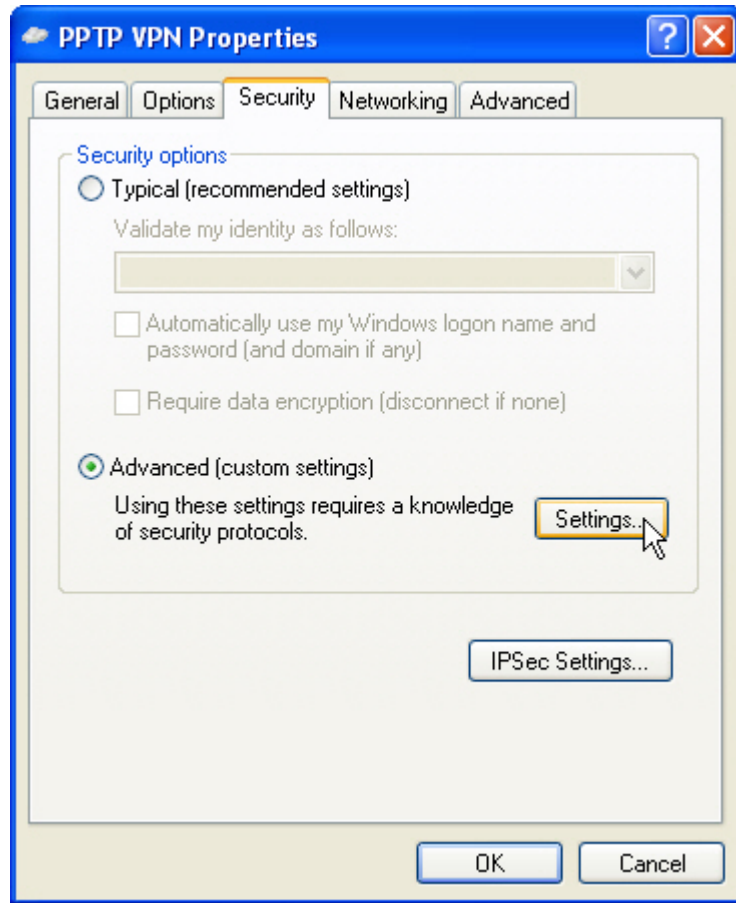 PPTP VPN Properties
General Options Security Networking Advanced
Security options
Typical (recommended settings)
Validate my identity as follows:
Automatically use my Windows logon name and
password (and domain if any)
Require data encryption (disconnect if none)
Advanced (custom settings)
Using these settings requires a knowledge
of security protocols.
Settings...
IPSec Settings...
OK Cancel